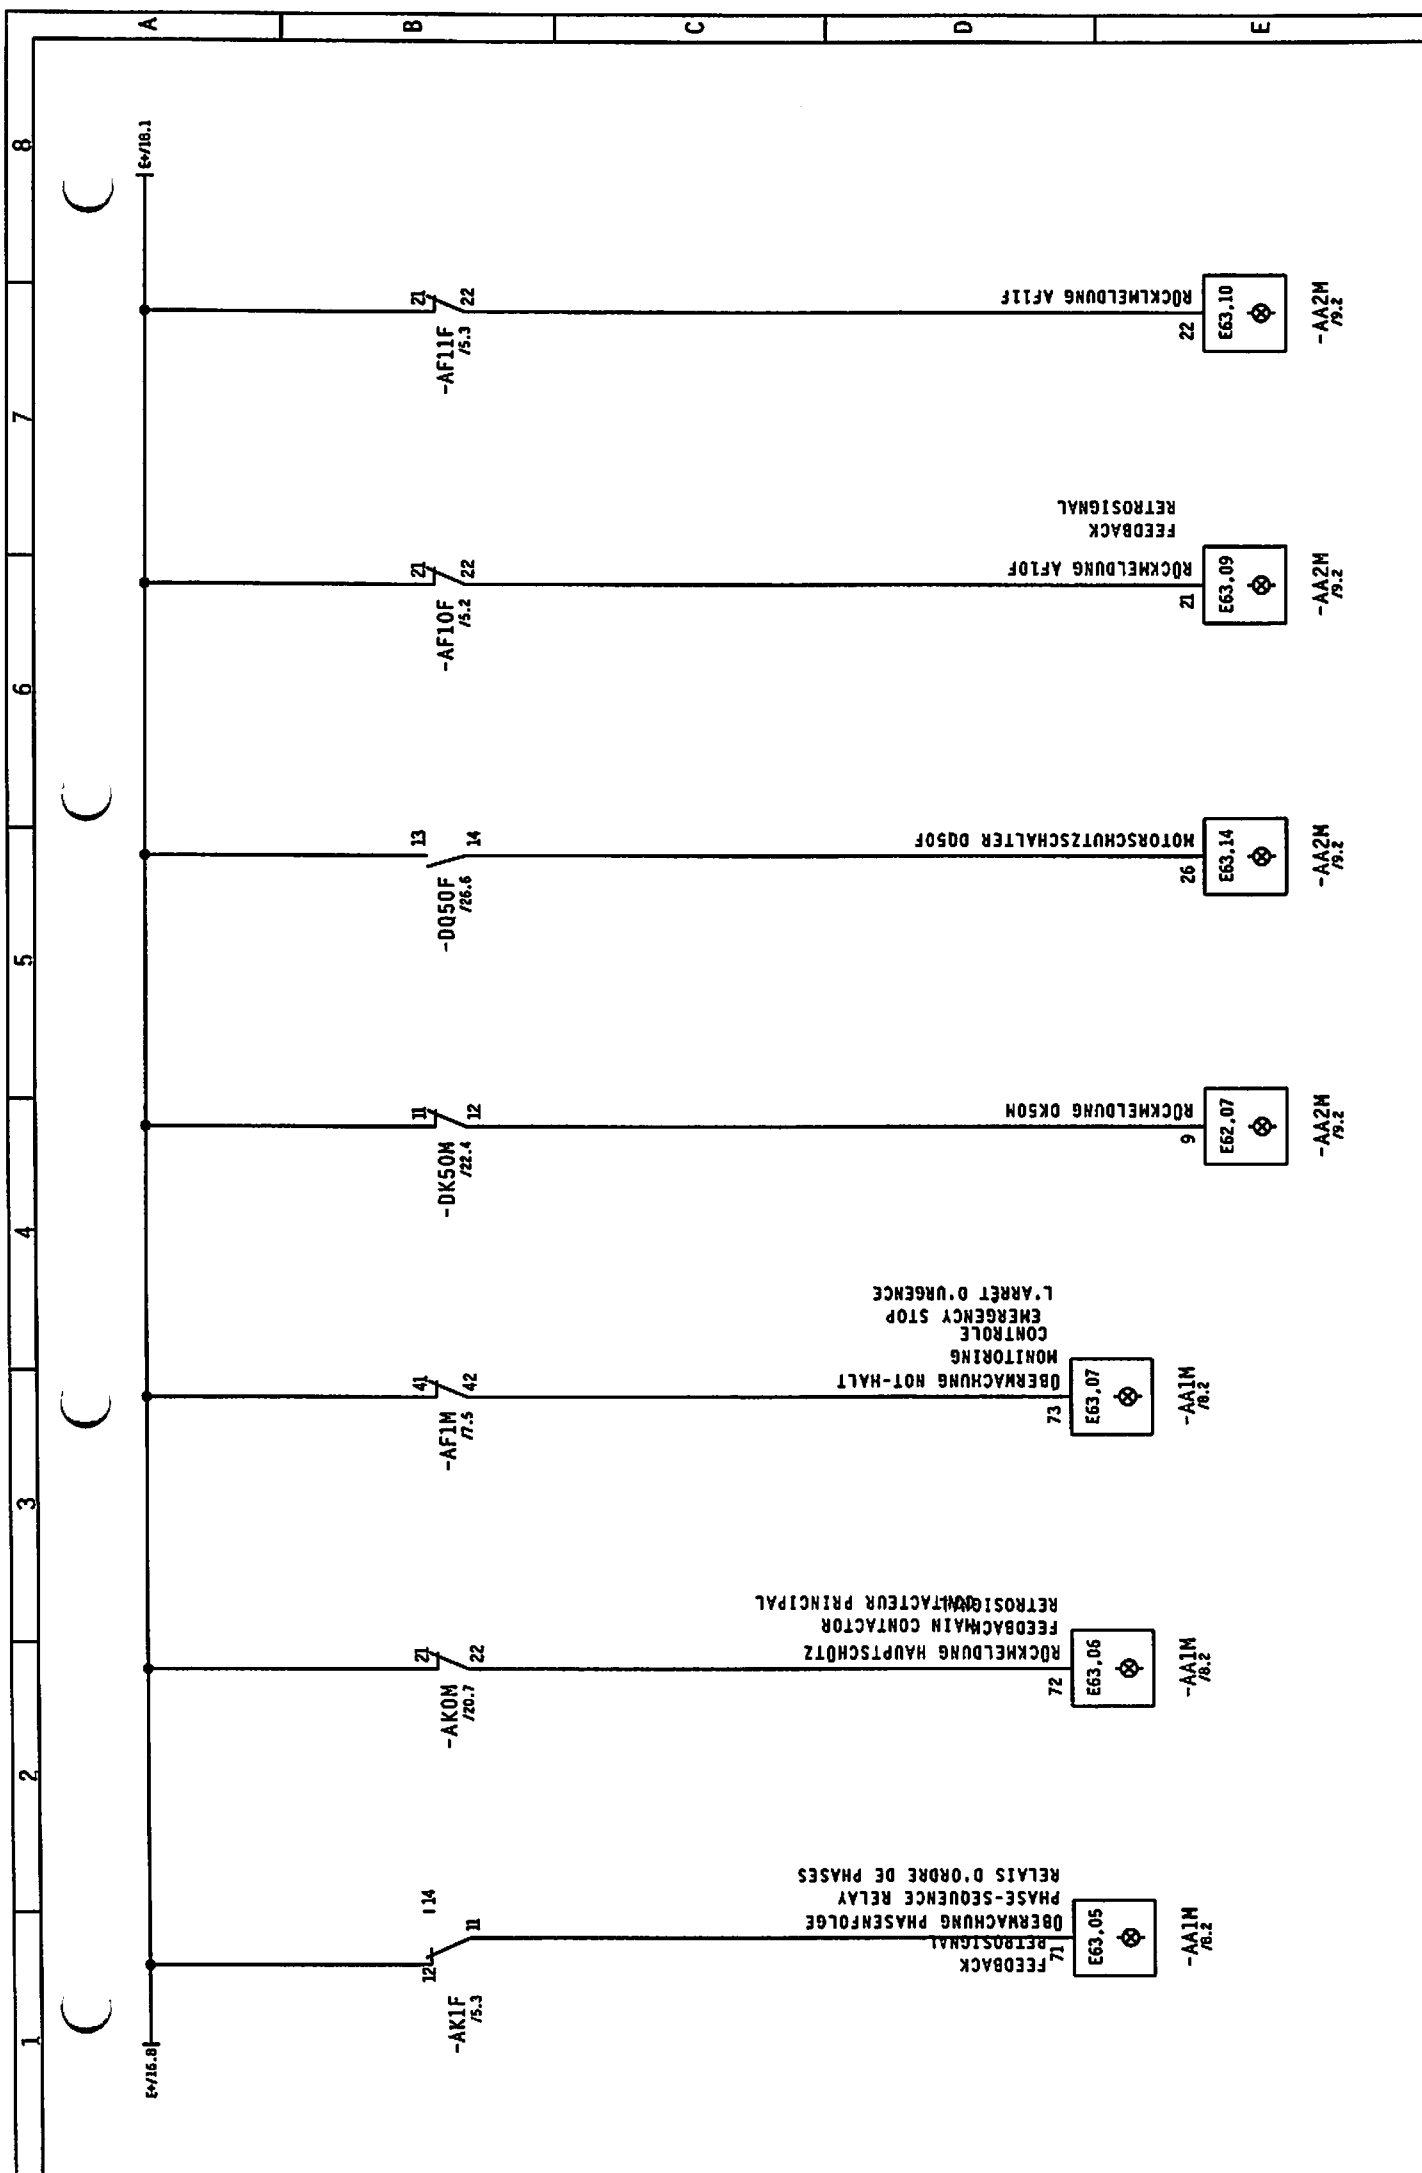 1
2
3
4
5
6
7
8
A
B
C
D
E
E+/16.8
E+/18.1
12
14
11
-AK1F
/5.3
FEEDBACK
RETROSIGNAL
ÜBERWACHUNG PHASENFOLGE
PHASE-SEQUENCE RELAY
RELAIS D'ORDRE DE PHASES
71
E63.05
-AA1M
/8.2
21
22
-AK0M
/20.7
RÜCKMELDUNG HAUPTSCHÜTZ
FEEDBACK MAIN CONTACTOR
RETROSIGNAL CONTACTEUR PRINCIPAL
72
E63.06
-AA1M
/8.2
41
42
-AF1M
/7.5
ÜBERWACHUNG NOT-HALT
MONITORING
CONTROLE
EMERGENCY STOP
L'ARRÊT D'URGENCE
73
E63.07
-AA1M
/8.2
11
12
-DK50M
/22.4
RÜCKMELDUNG DK50M
9
E62.07
-AA2M
/9.2
13
14
-DQ50F
/26.6
MOTORSCHUTZSCHALTER DQ50F
26
E63.14
-AA2M
/9.2
21
22
-AF10F
/5.2
RÜCKMELDUNG AF10F
FEEDBACK
RETROSIGNAL
21
E63.09
-AA2M
/9.2
21
22
-AF11F
/5.3
RÜCKLMELDUNG AF11F
22
E63.10
-AA2M
/9.2